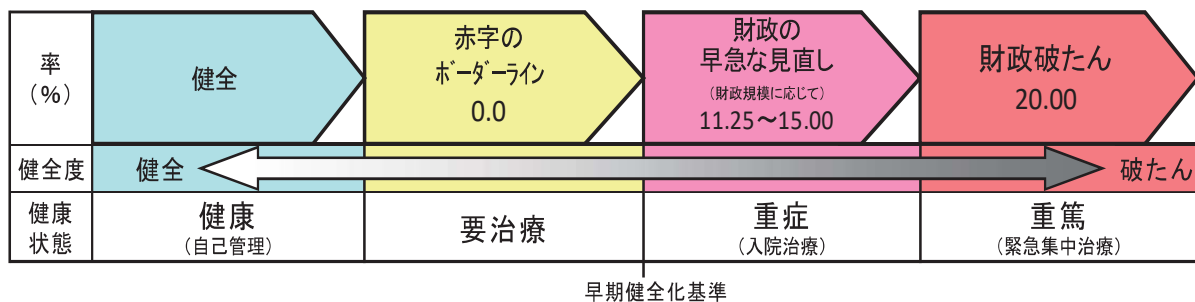 率
(%)
健全
赤字の
ボーダーライン
0.0
財政の
早急な見直し
(財政規模に応じて)
11.25〜15.00
財政破たん
20.00
健全度
健全
破たん
健康
状態
健康
(自己管理)
要治療
重症
(入院治療)
重篤
(緊急集中治療)
早期健全化基準